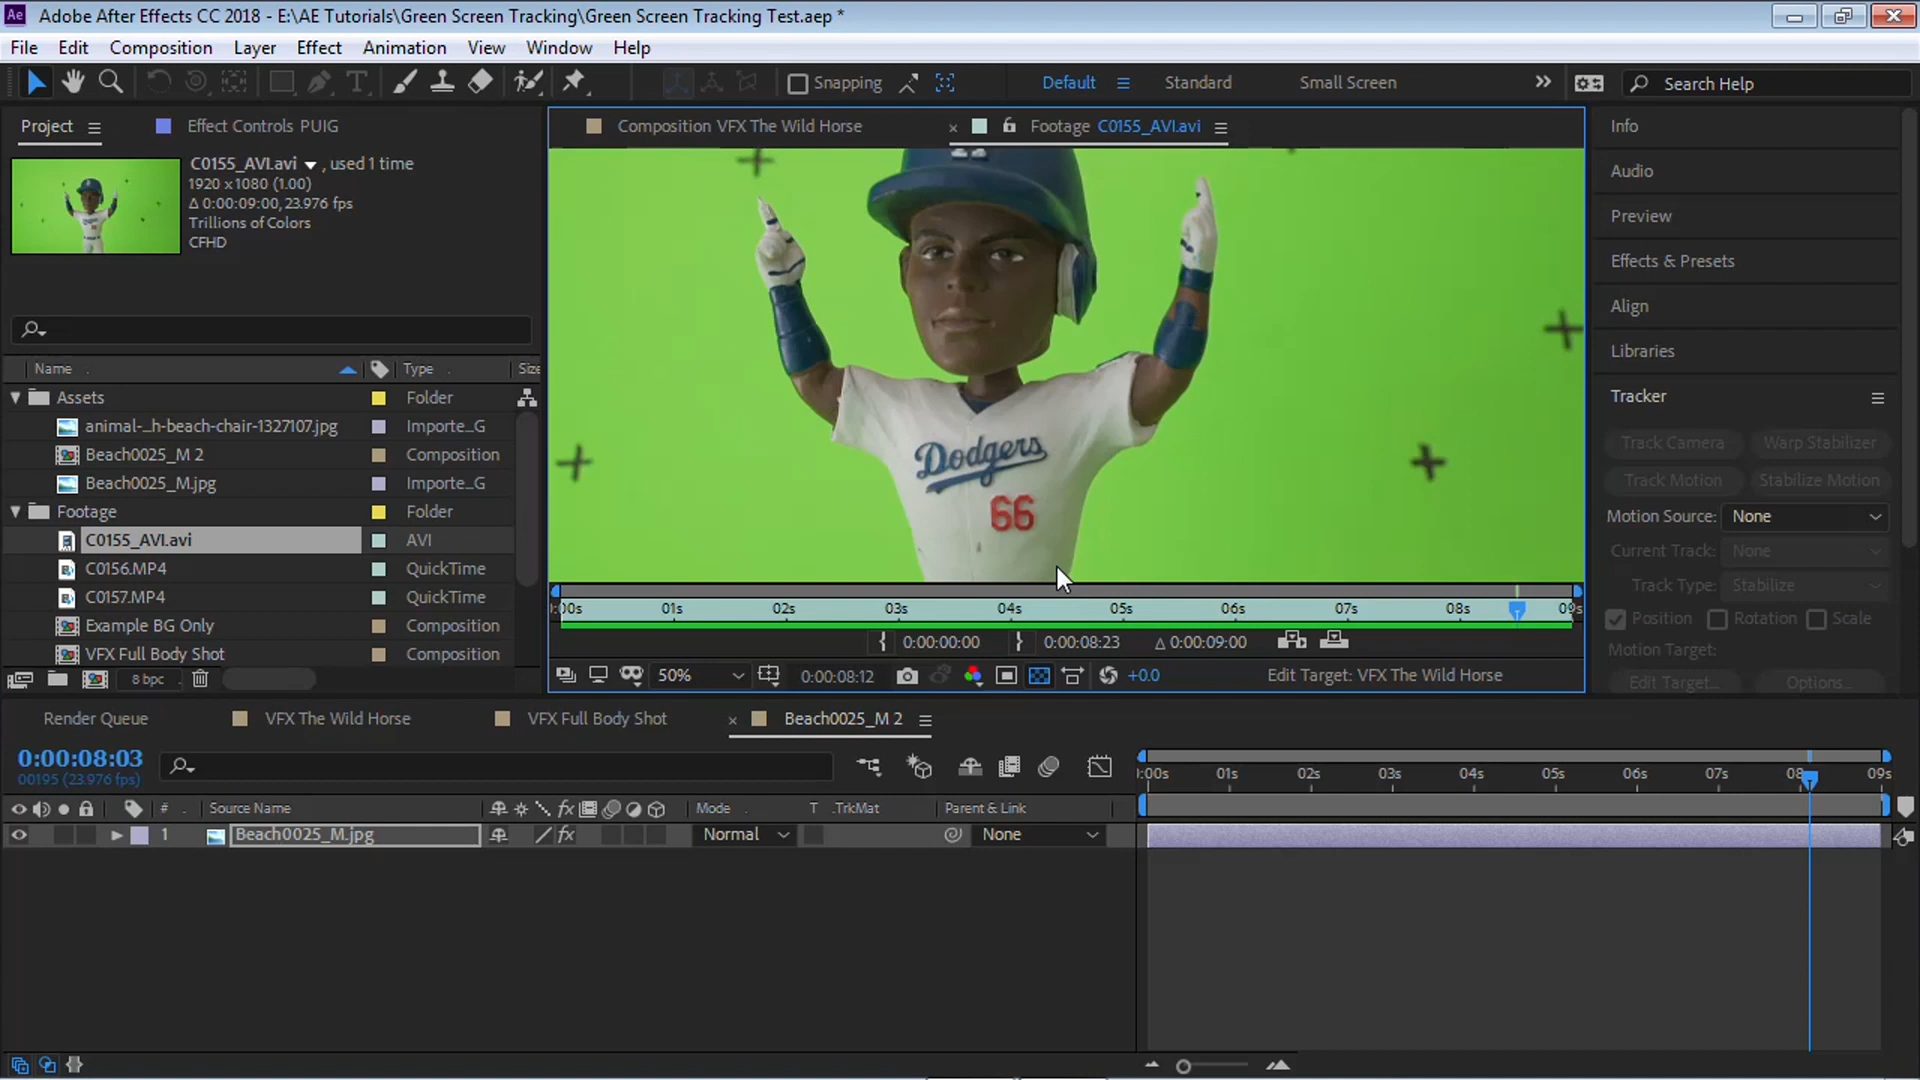 Ae Adobe After Effects CC 2018 - E:\AE Tutorials\Green Screen Tracking\Green Screen Tracking Test.aep *
File Edit Composition Layer Effect Animation View Window Help
T Snapping Default Standard Small Screen Search Help
Project Effect Controls PUIG Composition VFX The Wild Horse Footage C0155_AVI.avi
C0155_AVI.avi , used 1 time
1920 x 1080 (1.00)
Δ 0:00:09:00, 23.976 fps
Trillions of Colors
CFHD
Name Type Size
Assets Folder
animal-_h-beach-chair-1327107.jpg Importe_G
Beach0025_M 2 Composition
Beach0025_M.jpg Importe_G
Footage Folder
C0155_AVI.avi AVI
C0156.MP4 QuickTime
C0157.MP4 QuickTime
Example BG Only Composition
VFX Full Body Shot Composition
8 bpc
Dodgers
66
:00s 01s 02s 03s 04s 05s 06s 07s 08s 09s
0:00:00:00 0:00:08:23 Δ 0:00:09:00
50% 0:00:08:12 +0.0 Edit Target: VFX The Wild Horse
Info
Audio
Preview
Effects & Presets
Align
Libraries
Tracker
Track Camera Warp Stabilizer
Track Motion Stabilize Motion
Motion Source: None
Current Track: None
Track Type: Stabilize
Position Rotation Scale
Motion Target:
Edit Target... Options...
Render Queue VFX The Wild Horse VFX Full Body Shot Beach0025_M 2
0:00:08:03
00195 (23.976 fps)
:00s 01s 02s 03s 04s 05s 06s 07s 08s 09s
# Source Name fx Mode T .TrkMat Parent & Link
1 Beach0025_M.jpg fx Normal None